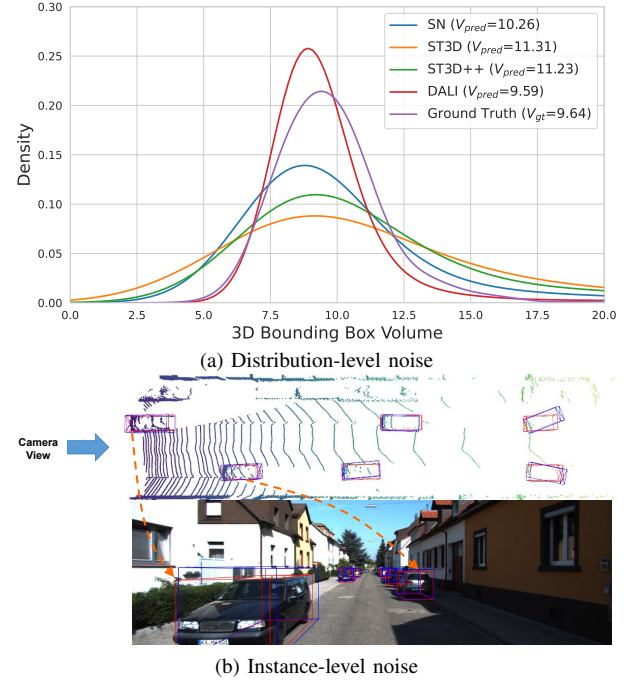 0.30
0.25
0.20
0.15
0.10
0.05
0.00
Density
SN (V_pred=10.26)
ST3D (V_pred=11.31)
ST3D++ (V_pred=11.23)
DALI (V_pred=9.59)
Ground Truth (V_gt=9.64)
0.0 2.5 5.0 7.5 10.0 12.5 15.0 17.5 20.0
3D Bounding Box Volume
(a) Distribution-level noise
Camera
View
(b) Instance-level noise